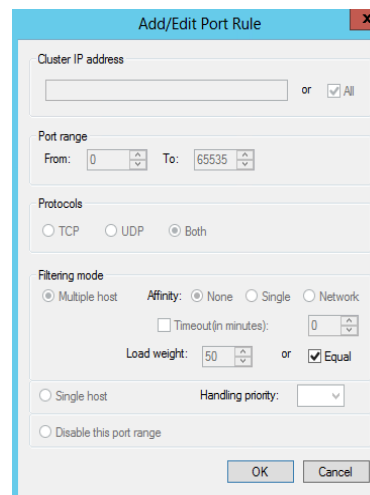 Add/Edit Port Rule
x
Cluster IP address
or All
Port range
From: 0 To: 65535
Protocols
TCP UDP Both
Filtering mode
Multiple host Affinity: None Single Network
Timeout(in minutes): 0
Load weight: 50 or Equal
Single host Handling priority:
Disable this port range
OK Cancel